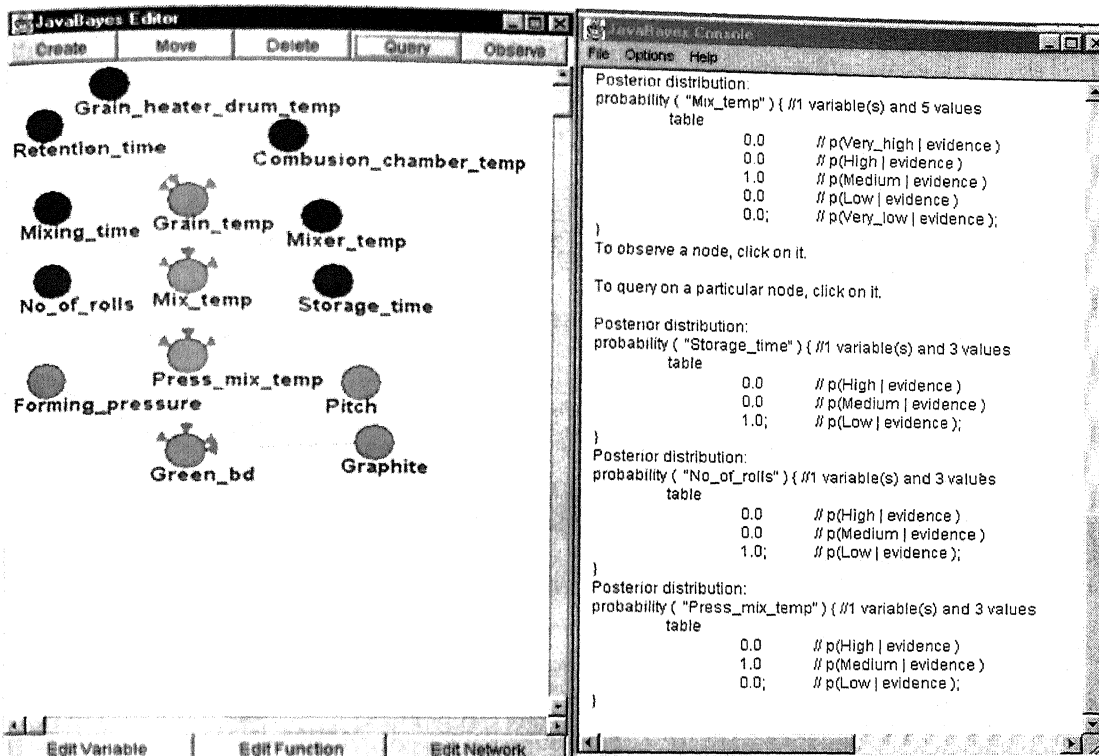 JavaBayes Editor
Create Move Delete Query Observe
Grain_heater_drum_temp
Retention_time
Combusion_chamber_temp
Mixing_time
Grain_temp
Mixer_temp
No_of_rolls
Mix_temp
Storage_time
Press_mix_temp
Forming_pressure
Pitch
Green_bd
Graphite
Edit Variable Edit Function Edit Network
JavaBayes Console
File Options Help
Posterior distribution:
probability ( "Mix_temp" ) { //1 variable(s) and 5 values
table
0.0 // p(Very_high | evidence )
0.0 // p(High | evidence )
1.0 // p(Medium | evidence )
0.0 // p(Low | evidence )
0.0; // p(Very_low | evidence );
}
To observe a node, click on it.
To query on a particular node, click on it.
Posterior distribution:
probability ( "Storage_time" ) { //1 variable(s) and 3 values
table
0.0 // p(High | evidence )
0.0 // p(Medium | evidence )
1.0; // p(Low | evidence );
}
Posterior distribution:
probability ( "No_of_rolls" ) { //1 variable(s) and 3 values
table
0.0 // p(High | evidence )
0.0 // p(Medium | evidence )
1.0; // p(Low | evidence );
}
Posterior distribution:
probability ( "Press_mix_temp" ) { //1 variable(s) and 3 values
table
0.0 // p(High | evidence )
1.0 // p(Medium | evidence )
0.0; // p(Low | evidence );
}